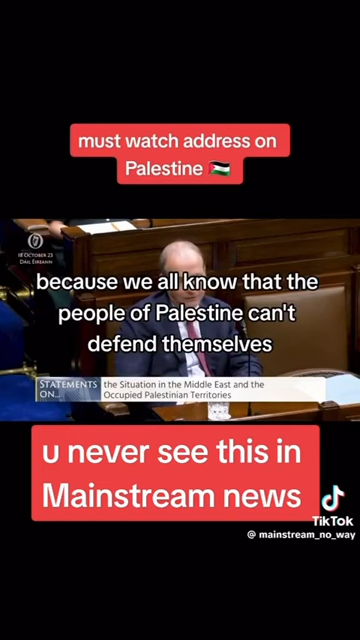 must watch address on
Palestine 🇵🇸
18 OCTOBER 23
DÁIL ÉIREANN
because we all know that the
people of Palestine can't
defend themselves
STATEMENTS
ON...
the Situation in the Middle East and the
Occupied Palestinian Territories
u never see this in
Mainstream news
TikTok
@ mainstream_no_way